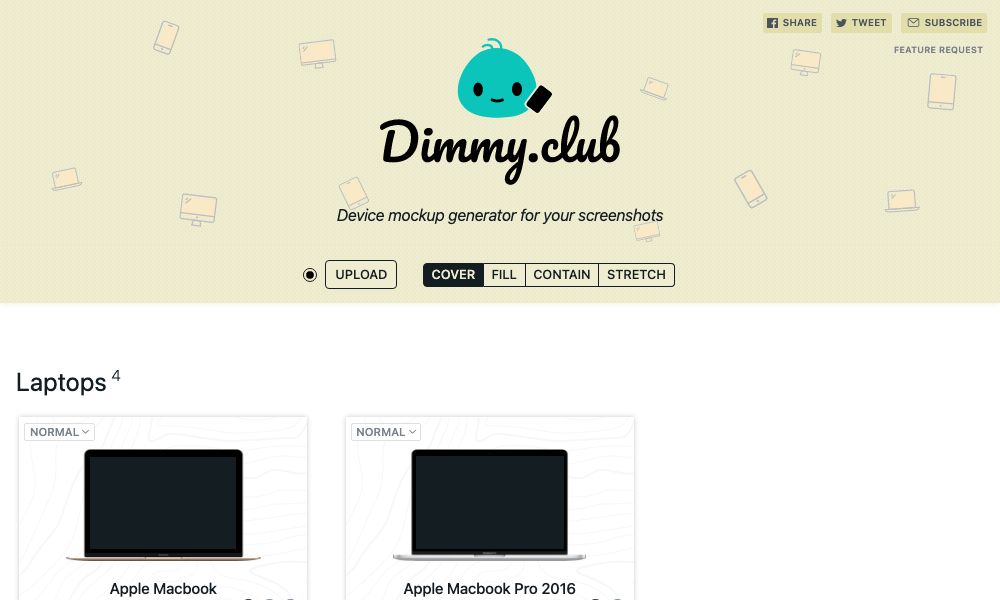 SHARE
TWEET
SUBSCRIBE
FEATURE REQUEST
Dimmy.club
Device mockup generator for your screenshots
UPLOAD
COVER
FILL
CONTAIN
STRETCH
Laptops 4
NORMAL
NORMAL
Apple Macbook
Apple Macbook Pro 2016